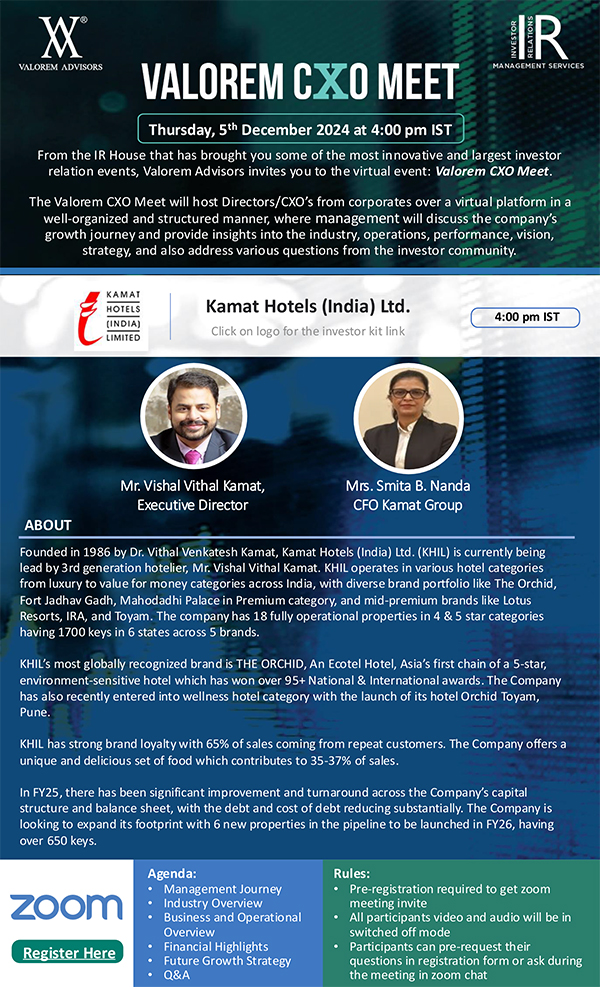 VALOREM ADVISORS
INVESTOR
RELATIONS
IR
MANAGEMENT SERVICES
VALOREM CXO MEET
Thursday, 5th December 2024 at 4:00 pm IST
From the IR House that has brought you some of the most innovative and largest investor
relation events, Valorem Advisors invites you to the virtual event: Valorem CXO Meet.
The Valorem CXO Meet will host Directors/CXO's from corporates over a virtual platform in a
well-organized and structured manner, where management will discuss the company's
growth journey and provide insights into the industry, operations, performance, vision,
strategy, and also address various questions from the investor community.
KAMAT
HOTELS
(INDIA)
LIMITED
Kamat Hotels (India) Ltd.
Click on logo for the investor kit link
4:00 pm IST
Mr. Vishal Vithal Kamat,
Executive Director
Mrs. Smita B. Nanda
CFO Kamat Group
ABOUT
Founded in 1986 by Dr. Vithal Venkatesh Kamat, Kamat Hotels (India) Ltd. (KHIL) is currently being
lead by 3rd generation hotelier, Mr. Vishal Vithal Kamat. KHIL operates in various hotel categories
from luxury to value for money categories across India, with diverse brand portfolio like The Orchid,
Fort Jadhav Gadh, Mahodadhi Palace in Premium category, and mid-premium brands like Lotus
Resorts, IRA, and Toyam. The company has 18 fully operational properties in 4 & 5 star categories
having 1700 keys in 6 states across 5 brands.
KHIL's most globally recognized brand is THE ORCHID, An Ecotel Hotel, Asia's first chain of a 5-star,
environment-sensitive hotel which has won over 95+ National & International awards. The Company
has also recently entered into wellness hotel category with the launch of its hotel Orchid Toyam,
Pune.
KHIL has strong brand loyalty with 65% of sales coming from repeat customers. The Company offers a
unique and delicious set of food which contributes to 35-37% of sales.
In FY25, there has been significant improvement and turnaround across the Company's capital
structure and balance sheet, with the debt and cost of debt reducing substantially. The Company is
looking to expand its footprint with 6 new properties in the pipeline to be launched in FY26, having
over 650 keys.
zoom
Register Here
Agenda:
• Management Journey
• Industry Overview
• Business and Operational
Overview
• Financial Highlights
• Future Growth Strategy
• Q&A
Rules:
• Pre-registration required to get zoom
meeting invite
• All participants video and audio will be in
switched off mode
• Participants can pre-request their
questions in registration form or ask during
the meeting in zoom chat